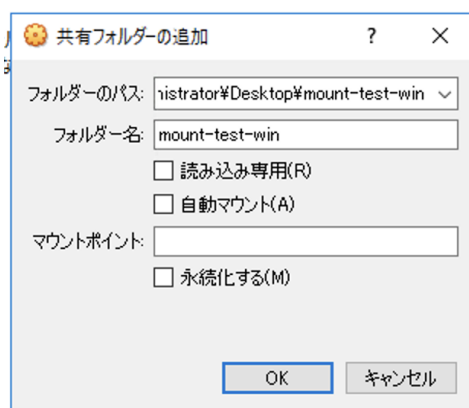 共有フォルダーの追加
フォルダーのパス: istrator¥Desktop¥mount-test-win
フォルダー名: mount-test-win
読み込み専用(R)
自動マウント(A)
マウントポイント:
永続化する(M)
OK キャンセル